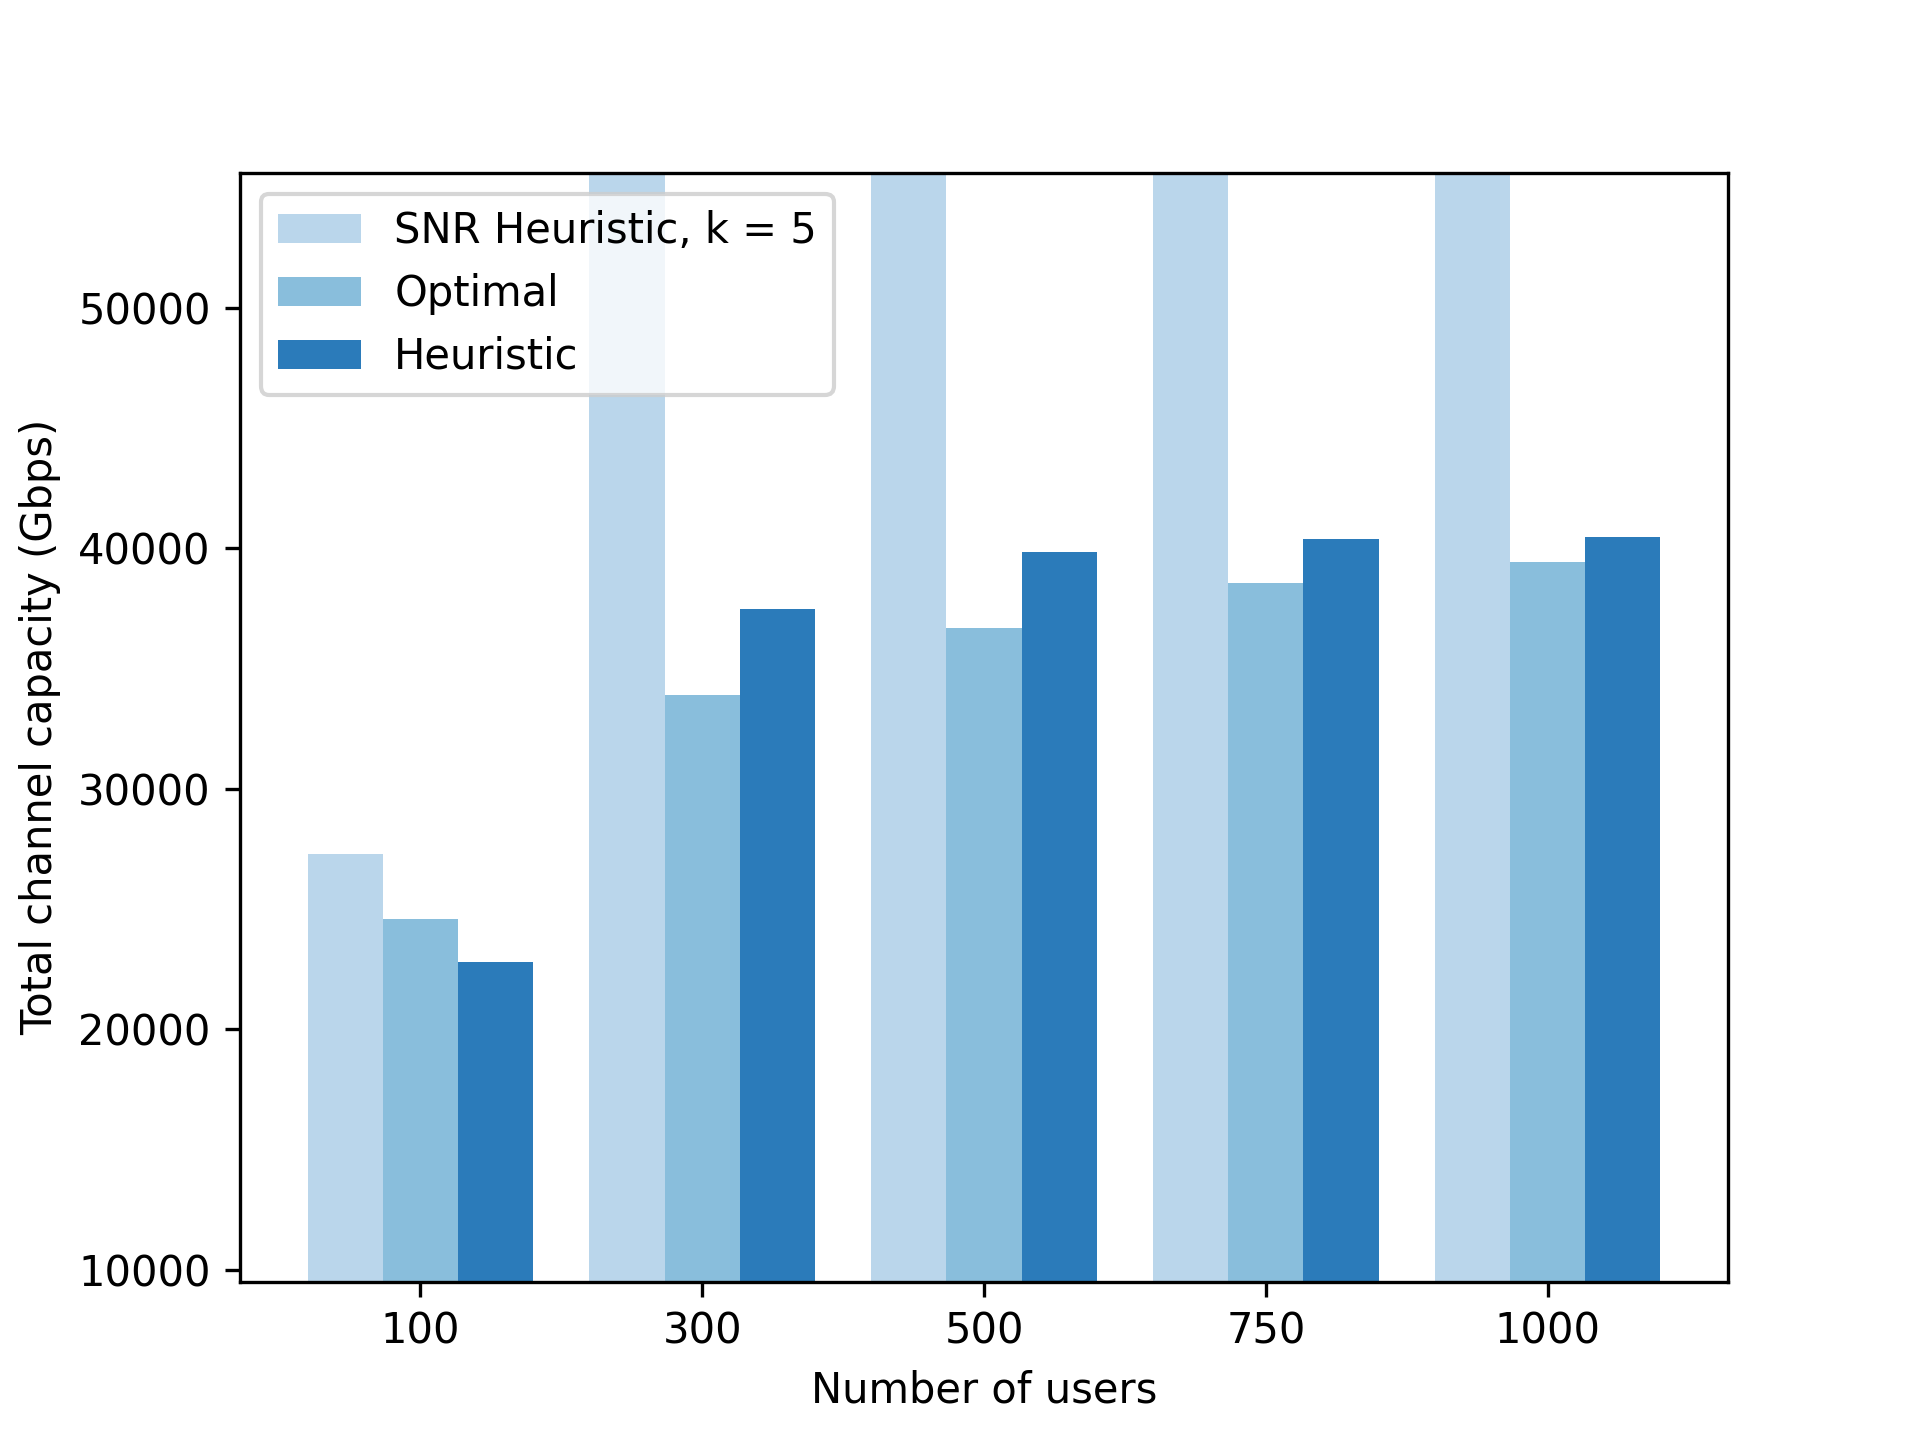 SNR Heuristic, k = 5
Optimal
Heuristic
50000
40000
30000
20000
10000
Total channel capacity (Gbps)
100 300 500 750 1000
Number of users